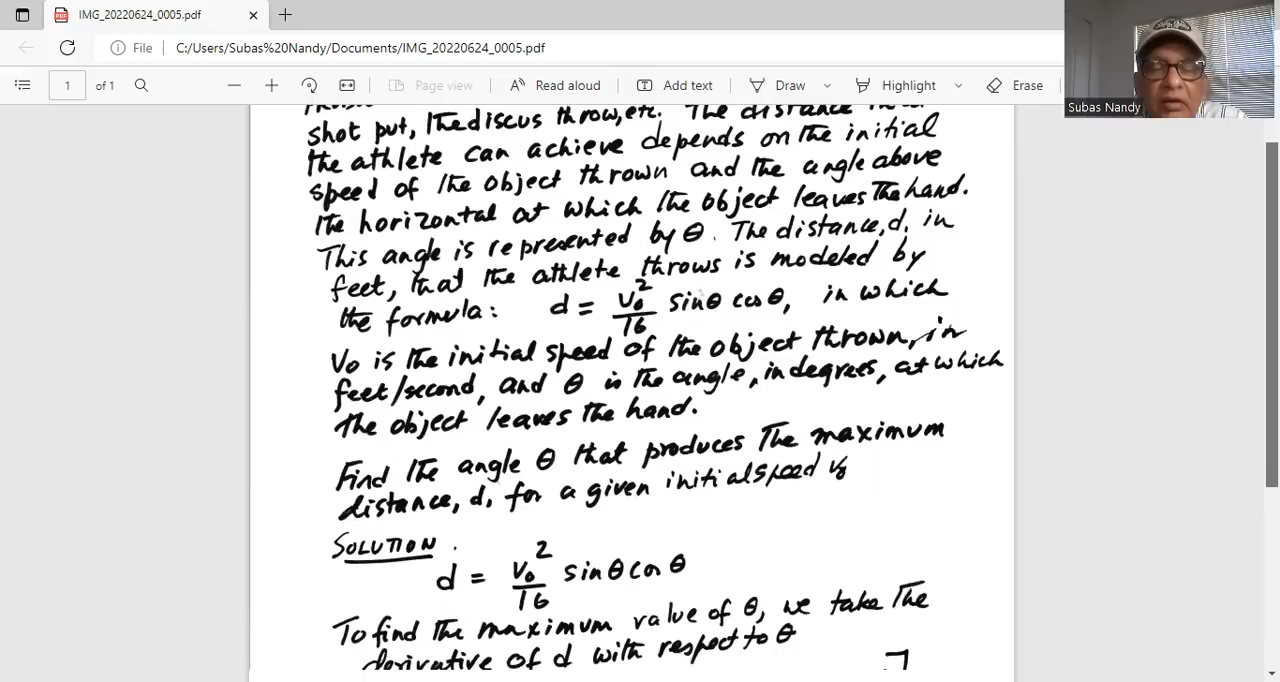 IMG_20220624_0005.pdf
File
C:/Users/Subas%20Nandy/Documents/IMG_20220624_0005.pdf
1 of 1
Page view
Read aloud
Add text
Draw
Highlight
Erase
Subas Nandy
shot put, the discus throw, etc. The distance
the athlete can achieve depends on the initial
speed of the object thrown and the angle above
the horizontal at which the object leaves the hand.
This angle is represented by θ. The distance, d, in
feet, that the athlete throws is modeled by
the formula: d = v₀²/16 sinθ cosθ, in which
v₀ is the initial speed of the object thrown, in
feet/second, and θ is the angle, in degrees, at which
the object leaves the hand.
Find the angle θ that produces the maximum
distance, d, for a given initial speed v₀
SOLUTION.
d = v₀²/16 sinθ cosθ
To find the maximum value of θ, we take the
derivative of d with respect to θ